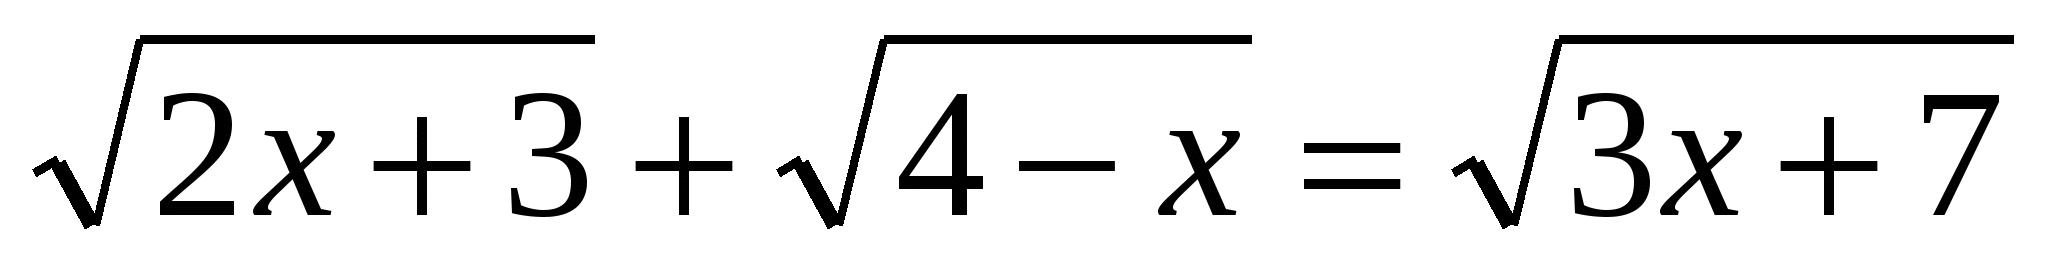 √(2x + 3) + √(4 − x) = √(3x + 7)